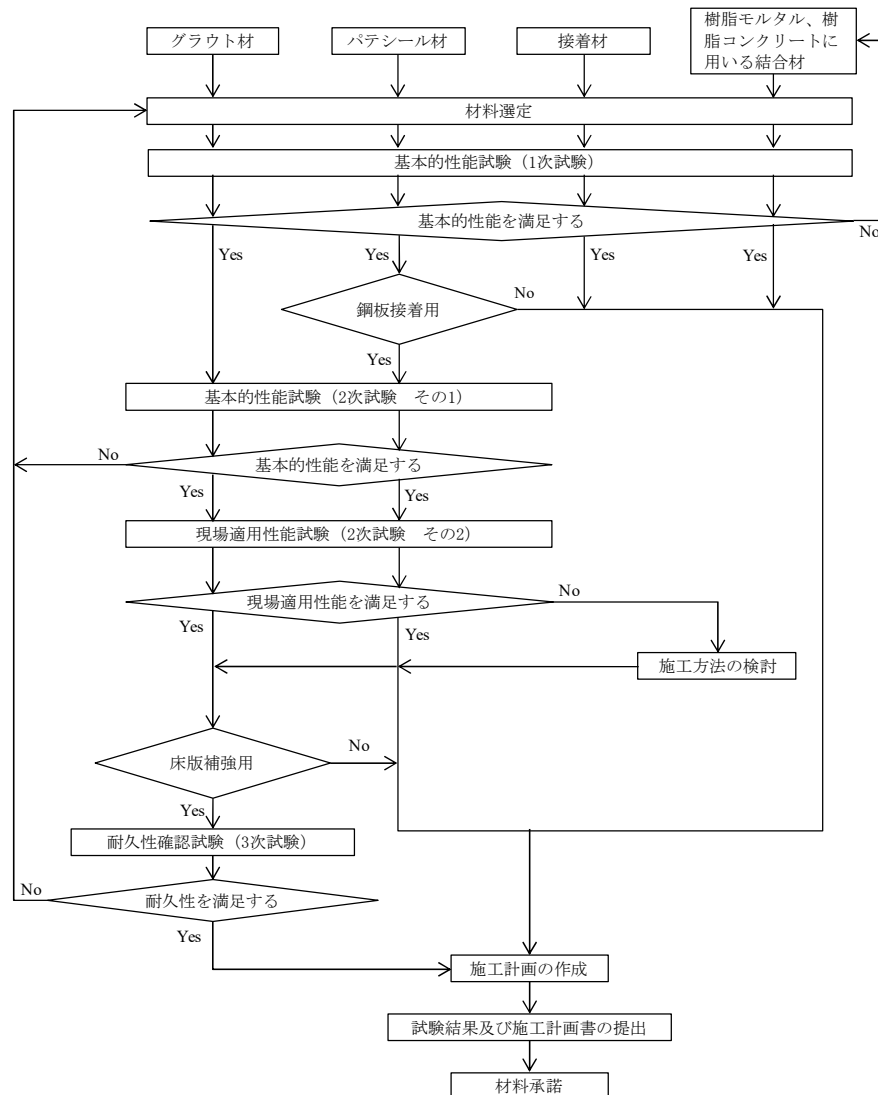 グラウト材
パテシール材
接着材
樹脂モルタル、樹
脂コンクリートに
用いる結合材
材料選定
基本的性能試験（1次試験）
基本的性能を満足する
No
Yes
Yes
Yes
Yes
鋼板接着用
No
Yes
基本的性能試験（2次試験　その1）
No
基本的性能を満足する
Yes
Yes
現場適用性能試験（2次試験　その2）
現場適用性能を満足する
No
Yes
Yes
施工方法の検討
床版補強用
No
Yes
耐久性確認試験（3次試験）
No
耐久性を満足する
Yes
施工計画の作成
試験結果及び施工計画書の提出
材料承諾